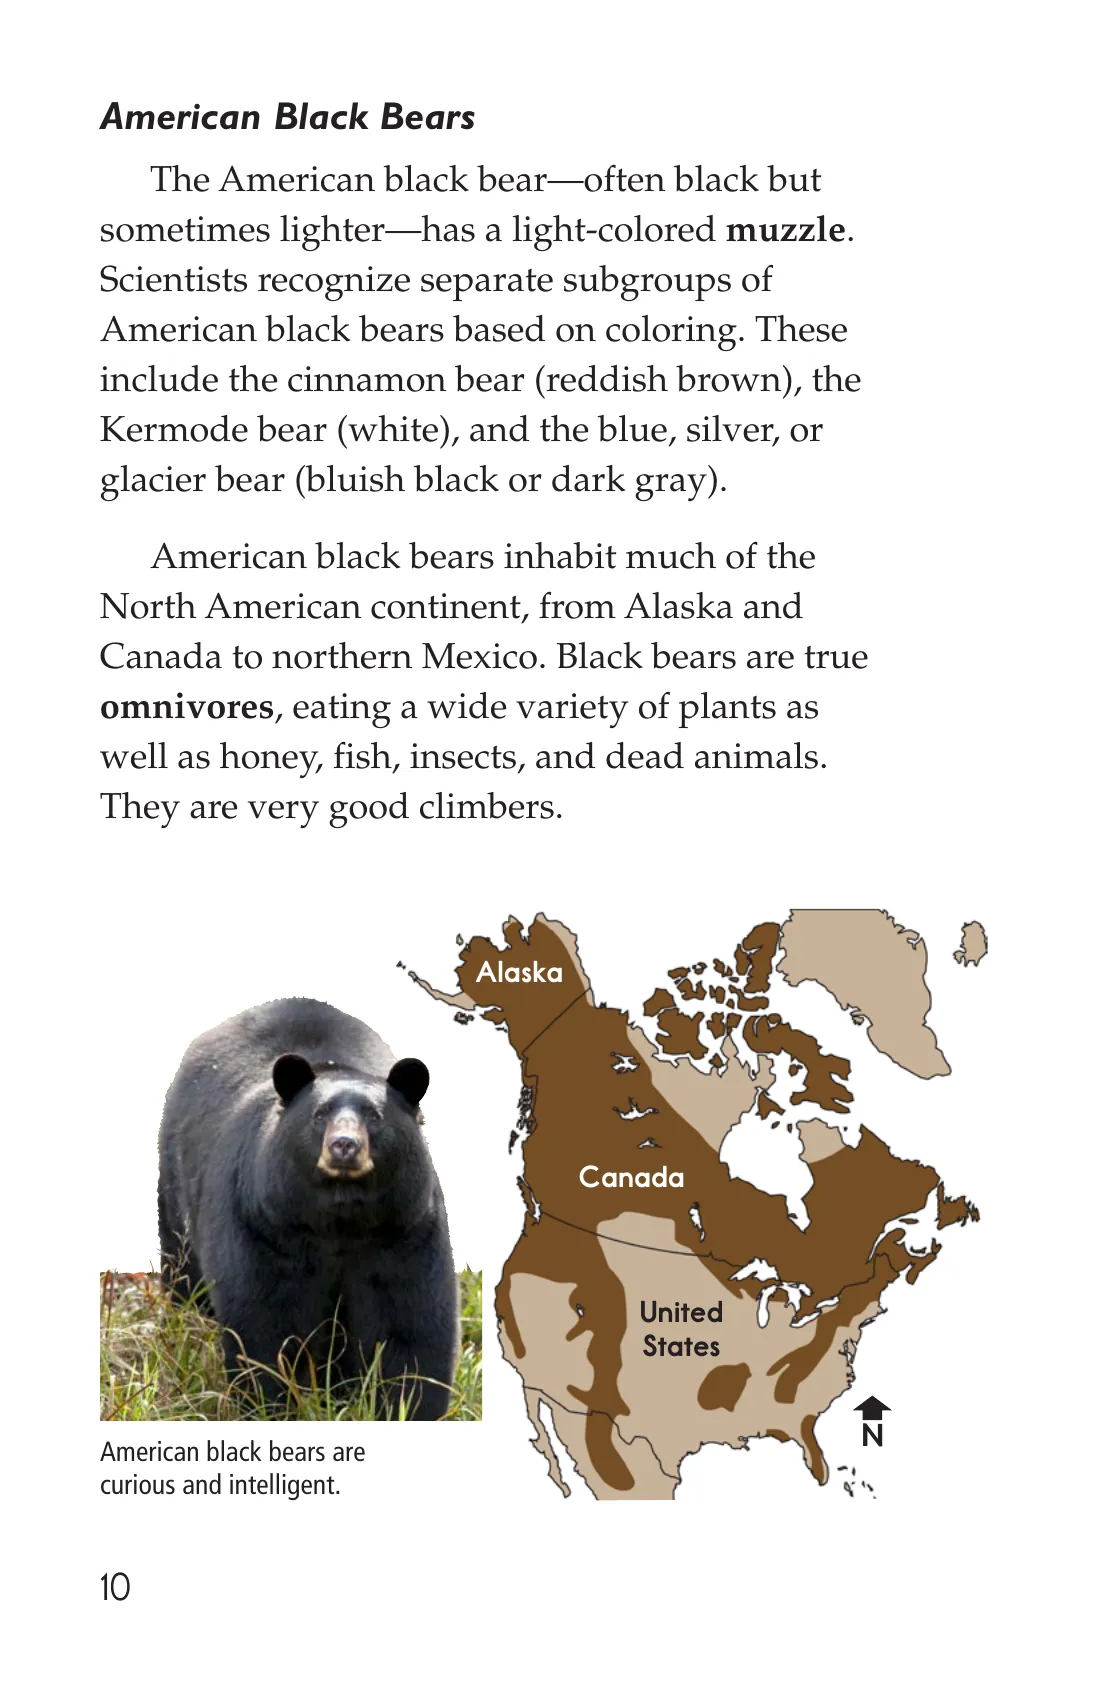 American Black Bears
The American black bear—often black but
sometimes lighter—has a light-colored muzzle.
Scientists recognize separate subgroups of
American black bears based on coloring. These
include the cinnamon bear (reddish brown), the
Kermode bear (white), and the blue, silver, or
glacier bear (bluish black or dark gray).
American black bears inhabit much of the
North American continent, from Alaska and
Canada to northern Mexico. Black bears are true
omnivores, eating a wide variety of plants as
well as honey, fish, insects, and dead animals.
They are very good climbers.
Alaska
Canada
United
States
N
American black bears are
curious and intelligent.
10